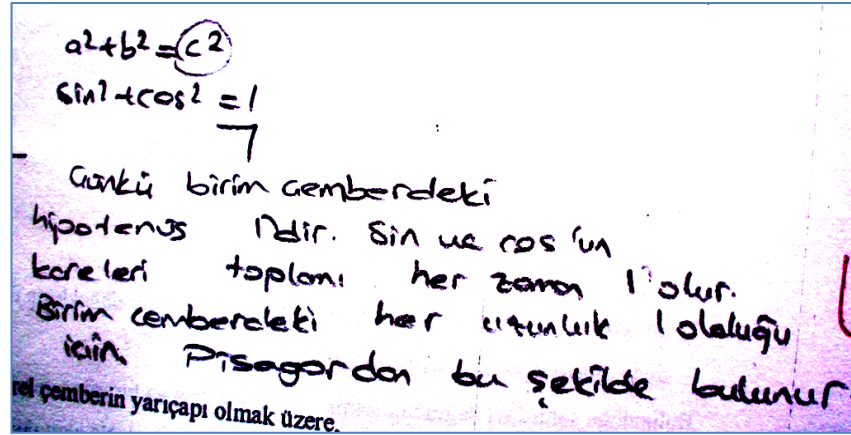 a²+b²=c²
sin²+cos²=1
Çünkü birim çemberdeki
hipotenüs 1'dir. Sin ve cos'un
kareleri toplamı her zaman 1 olur.
Birim çemberdeki her uzunluk 1 olduğu
için. Pisagordan bu şekilde bulunur
rel çemberin yarıçapı olmak üzere.